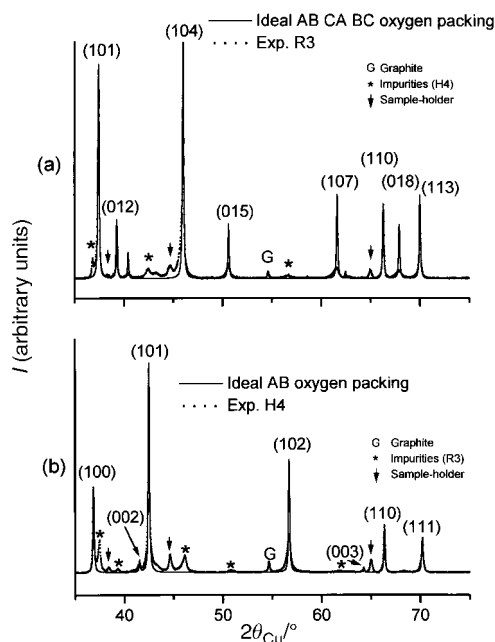 Ideal AB CA BC oxygen packing
Exp. R3
G Graphite
* Impurities (H4)
Sample-holder
(a)
(101)
(012)
(104)
(015)
G
(107)
(110)
(018)
(113)
*
*
*
I (arbitrary units)
Ideal AB oxygen packing
Exp. H4
G Graphite
* Impurities (R3)
Sample-holder
(b)
(100)
(002)
(101)
(102)
(003)
(110)
(111)
G
*
*
*
*
*
40 50 60 70
2θCu/°